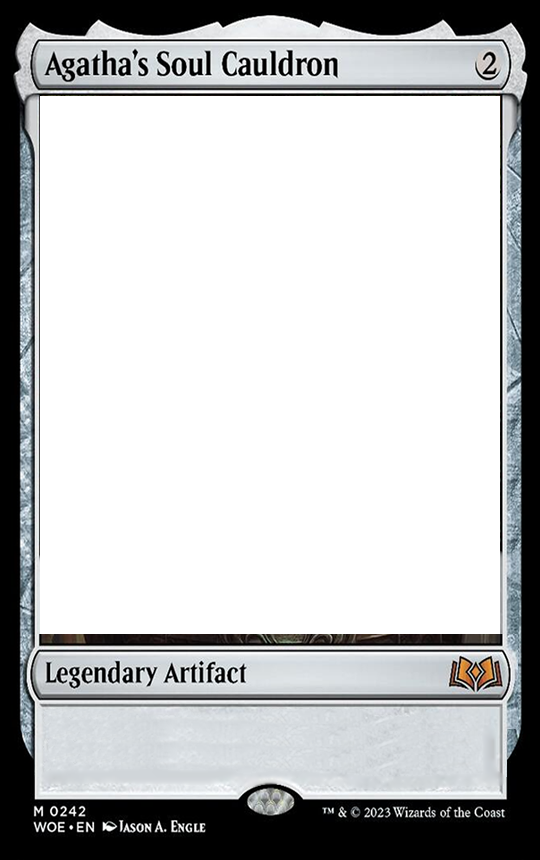 Agatha's Soul Cauldron 2
Legendary Artifact
M 0242
WOE • EN Jason A. Engle
™ & © 2023 Wizards of the Coast